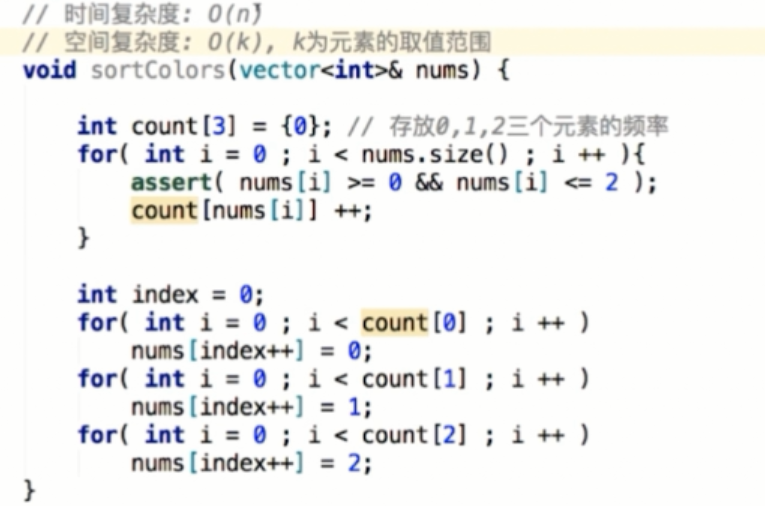 // 时间复杂度: O(n)
// 空间复杂度: O(k), k为元素的取值范围
void sortColors(vector<int>& nums) {
    int count[3] = {0}; // 存放0,1,2三个元素的频率
    for( int i = 0 ; i < nums.size() ; i ++ ){
        assert( nums[i] >= 0 && nums[i] <= 2 );
        count[nums[i]] ++;
    }
    int index = 0;
    for( int i = 0 ; i < count[0] ; i ++ )
        nums[index++] = 0;
    for( int i = 0 ; i < count[1] ; i ++ )
        nums[index++] = 1;
    for( int i = 0 ; i < count[2] ; i ++ )
        nums[index++] = 2;
}